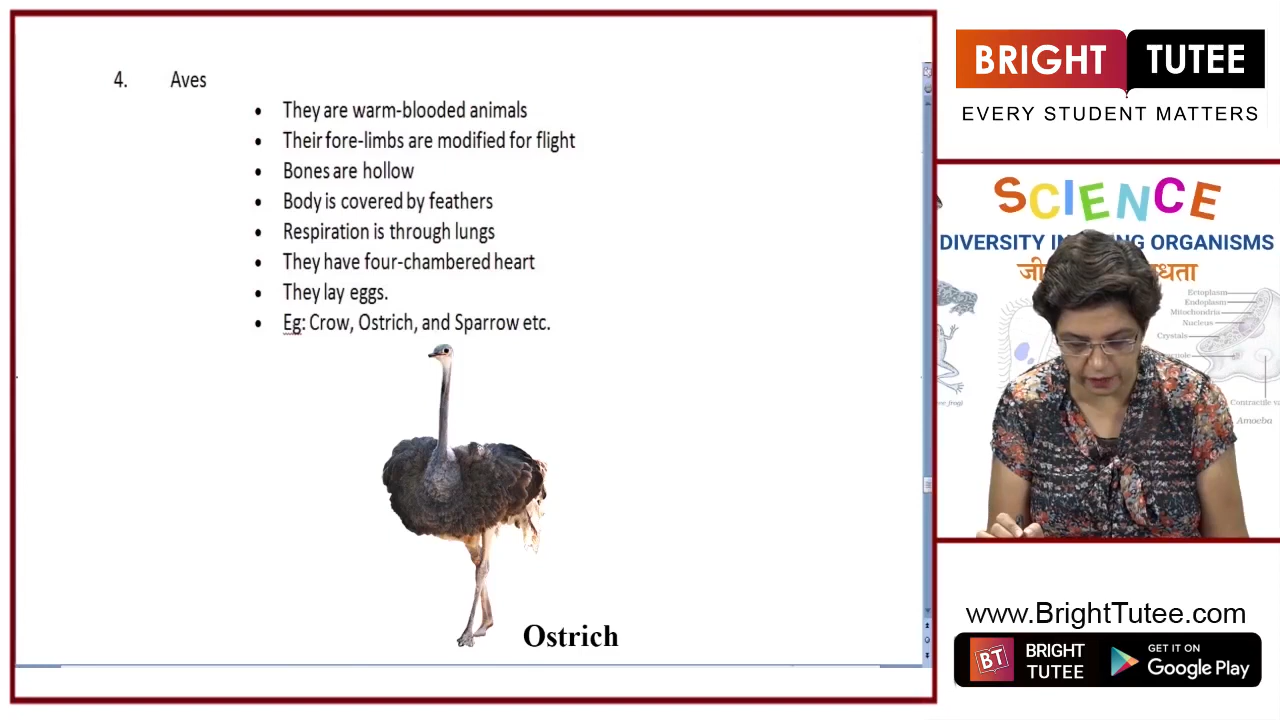 4. Aves
• They are warm-blooded animals
• Their fore-limbs are modified for flight
• Bones are hollow
• Body is covered by feathers
• Respiration is through lungs
• They have four-chambered heart
• They lay eggs.
• Eg: Crow, Ostrich, and Sparrow etc.
Ostrich
BRIGHT TUTEE
EVERY STUDENT MATTERS
SCIENCE
DIVERSITY IN ORGANISMS
Ectoplasm
Endoplasm
Mitochondria
Nucleus
Crystals
Contractile va
Amoeba
www.BrightTutee.com
BT BRIGHT TUTEE
GET IT ON
Google Play